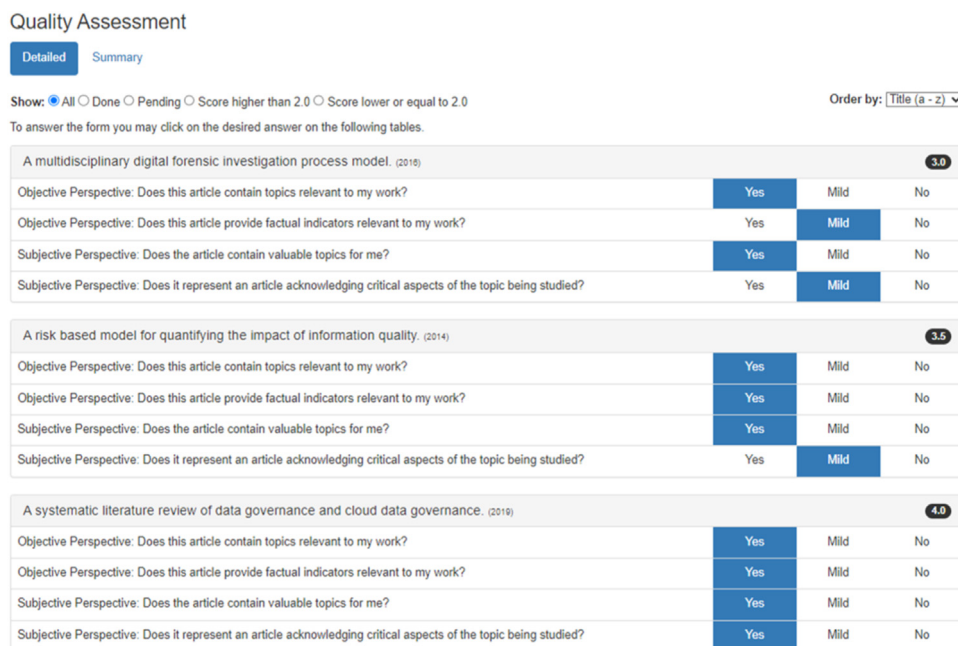 Quality Assessment
Detailed Summary
Show: All Done Pending Score higher than 2.0 Score lower or equal to 2.0 Order by: Title (a - z)
To answer the form you may click on the desired answer on the following tables.
A multidisciplinary digital forensic investigation process model. (2016) 3.0
Objective Perspective: Does this article contain topics relevant to my work? Yes Mild No
Objective Perspective: Does this article provide factual indicators relevant to my work? Yes Mild No
Subjective Perspective: Does the article contain valuable topics for me? Yes Mild No
Subjective Perspective: Does it represent an article acknowledging critical aspects of the topic being studied? Yes Mild No
A risk based model for quantifying the impact of information quality. (2014) 3.5
Objective Perspective: Does this article contain topics relevant to my work? Yes Mild No
Objective Perspective: Does this article provide factual indicators relevant to my work? Yes Mild No
Subjective Perspective: Does the article contain valuable topics for me? Yes Mild No
Subjective Perspective: Does it represent an article acknowledging critical aspects of the topic being studied? Yes Mild No
A systematic literature review of data governance and cloud data governance. (2019) 4.0
Objective Perspective: Does this article contain topics relevant to my work? Yes Mild No
Objective Perspective: Does this article provide factual indicators relevant to my work? Yes Mild No
Subjective Perspective: Does the article contain valuable topics for me? Yes Mild No
Subjective Perspective: Does it represent an article acknowledging critical aspects of the topic being studied? Yes Mild No